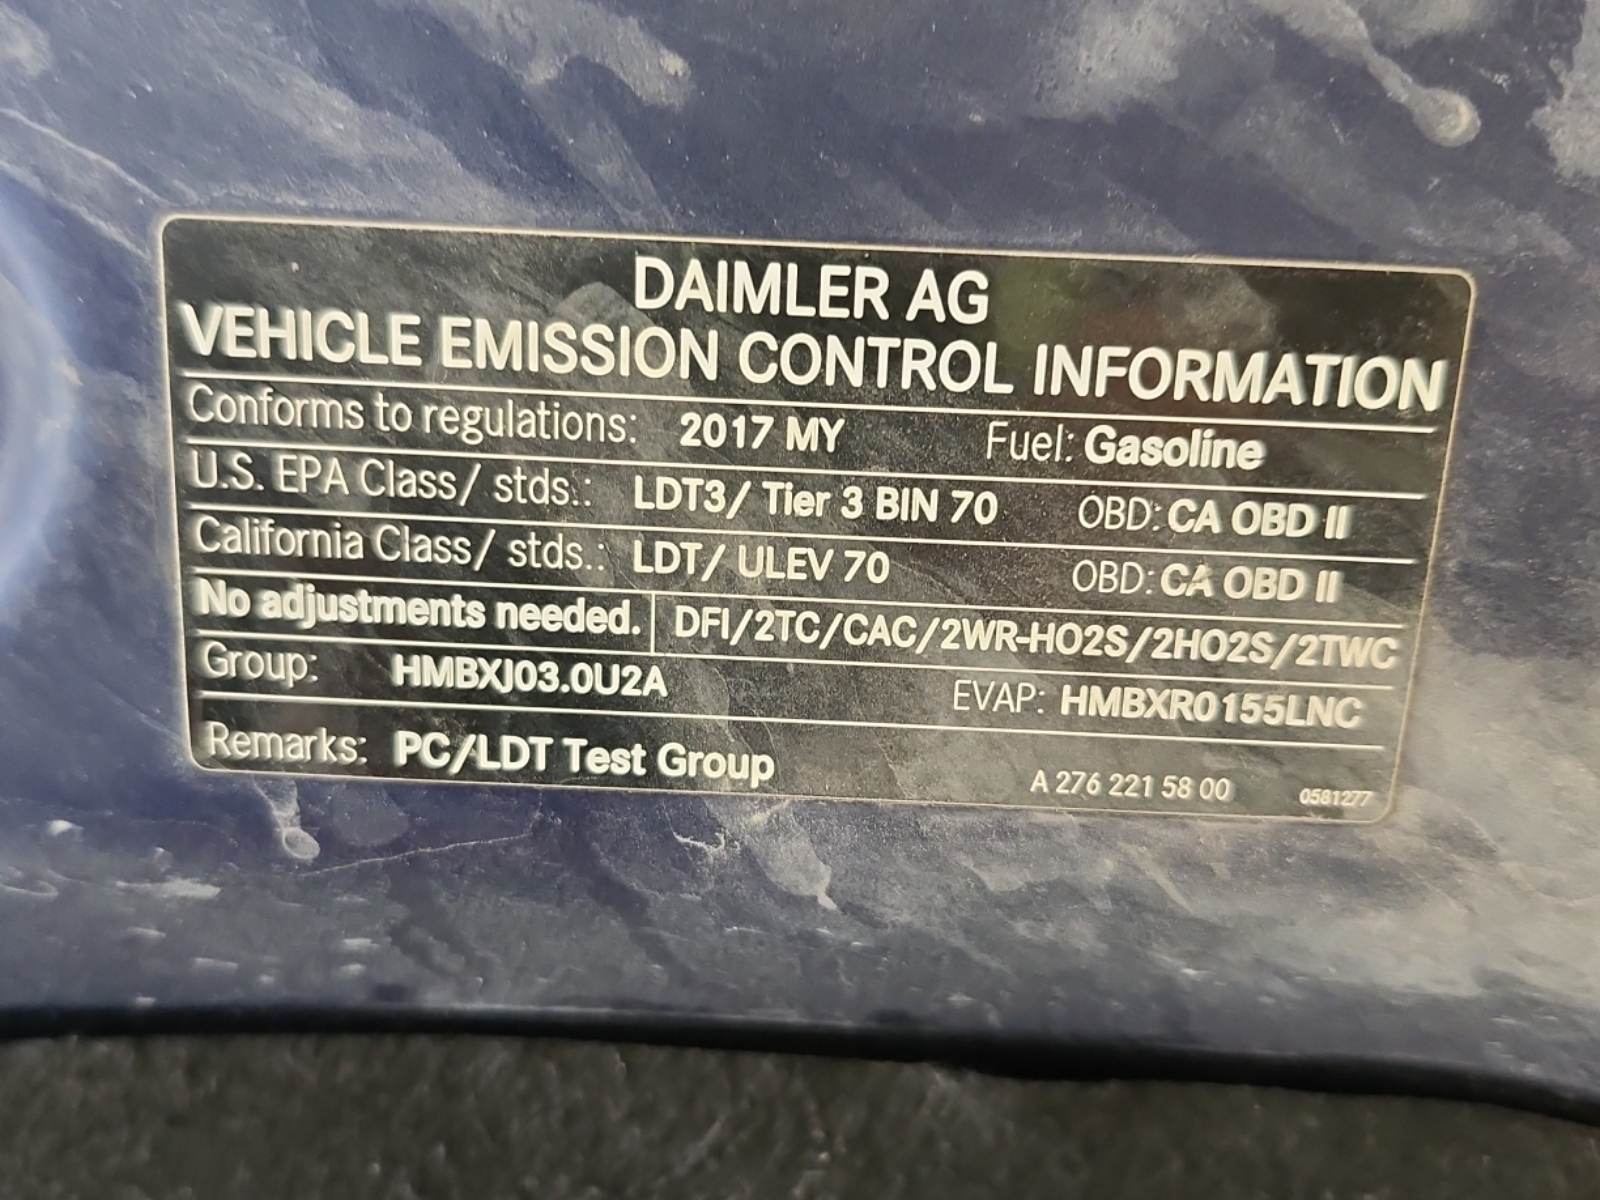 DAIMLER AG
VEHICLE EMISSION CONTROL INFORMATION
Conforms to regulations: 2017 MY Fuel: Gasoline
U.S. EPA Class/ stds.: LDT3/ Tier 3 BIN 70 OBD: CA OBD II
California Class/ stds.: LDT/ ULEV 70 OBD: CA OBD II
No adjustments needed. DFI/2TC/CAC/2WR-HO2S/2HO2S/2TWC
Group: HMBXJ03.0U2A EVAP: HMBXR0155LNC
Remarks: PC/LDT Test Group A 276 221 58 00 0581277